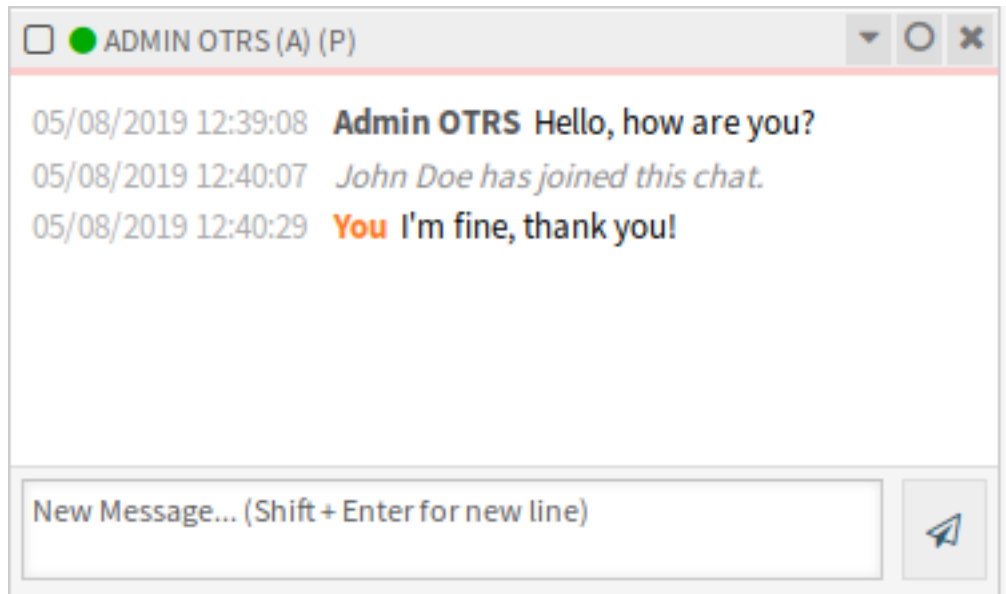 ADMIN OTRS (A) (P)
05/08/2019 12:39:08 Admin OTRS Hello, how are you?
05/08/2019 12:40:07 John Doe has joined this chat.
05/08/2019 12:40:29 You I'm fine, thank you!
New Message... (Shift + Enter for new line)